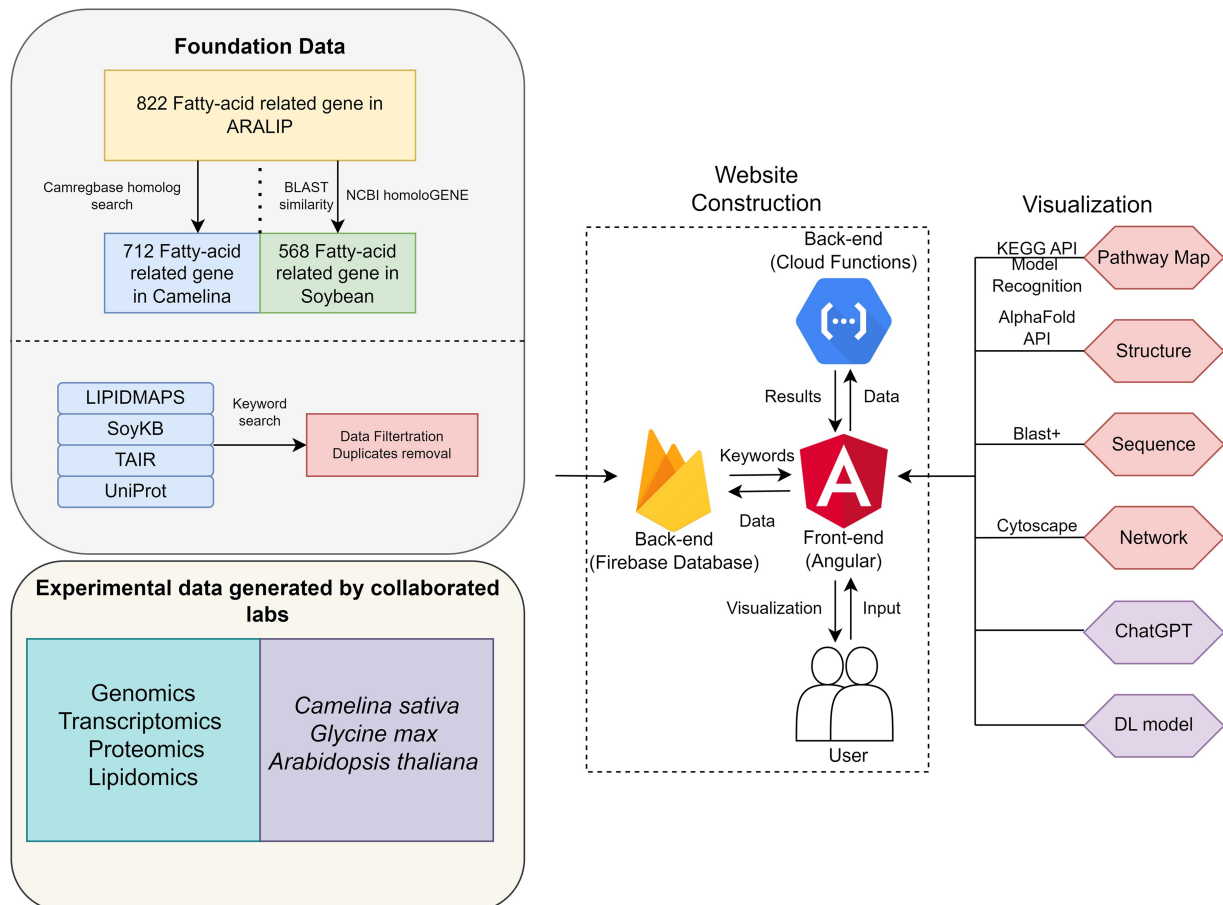 Foundation Data
822 Fatty-acid related gene in
ARALIP
Camregbase homolog
search
BLAST
similarity
NCBI homoloGENE
712 Fatty-acid
related gene
in Camelina
568 Fatty-acid
related gene in
Soybean
LIPIDMAPS
SoyKB
TAIR
UniProt
Keyword
search
Data Filtertration
Duplicates removal
Experimental data generated by collaborated
labs
Genomics
Transcriptomics
Proteomics
Lipidomics
Camelina sativa
Glycine max
Arabidopsis thaliana
Website
Construction
Back-end
(Cloud Functions)
Results
Data
Keywords
Data
Back-end
(Firebase Database)
A
Front-end
(Angular)
Visualization
Input
User
Visualization
KEGG API
Model
Recognition
Pathway Map
AlphaFold
API
Structure
Blast+
Sequence
Cytoscape
Network
ChatGPT
DL model